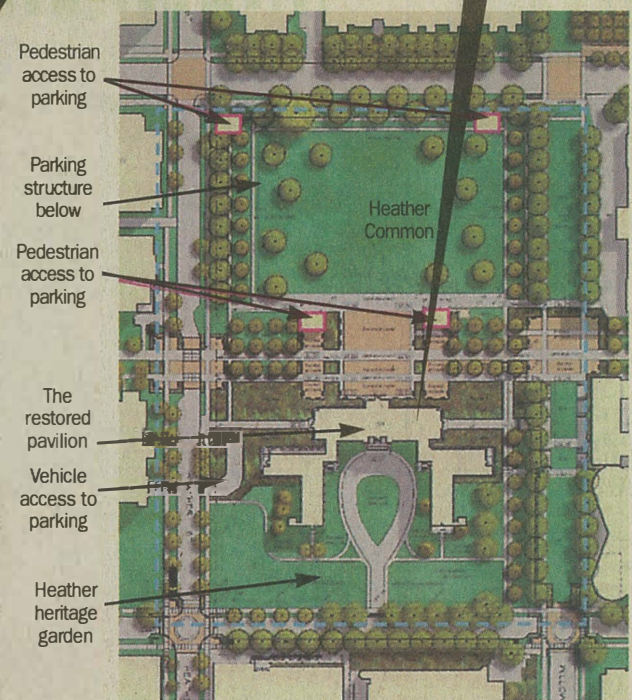 Pedestrian
access to
parking
Parking
structure
below
Heather
Common
Pedestrian
access to
parking
The
restored
pavilion
Vehicle
access to
parking
Heather
heritage
garden